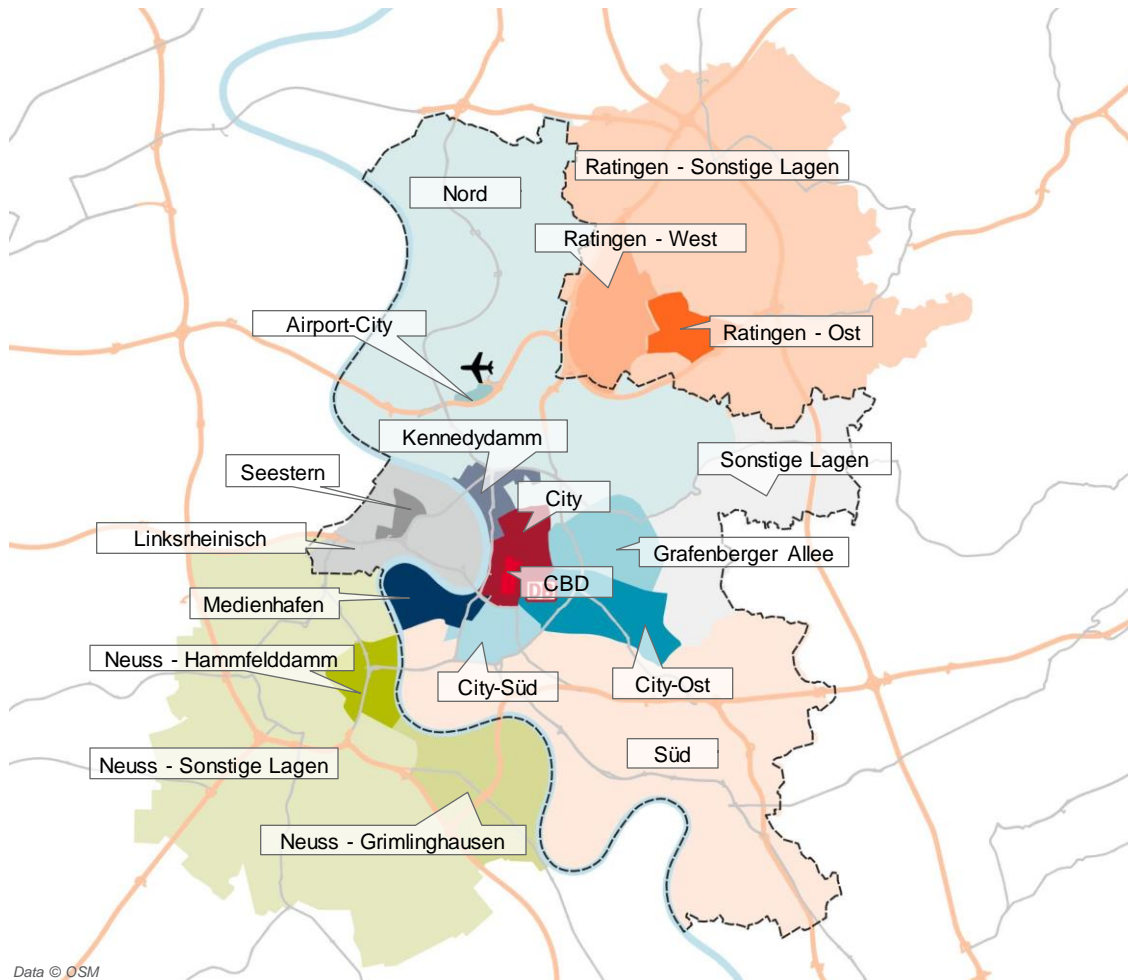 Ratingen - Sonstige Lagen
Nord
Ratingen - West
Airport-City
Ratingen - Ost
Kennedydamm
Sonstige Lagen
Seestern
City
Linksrheinisch
Grafenberger Allee
CBD
Medienhafen
Neuss - Hammfelddamm
City-Süd
City-Ost
Süd
Neuss - Sonstige Lagen
Neuss - Grimlinghausen
Data © OSM